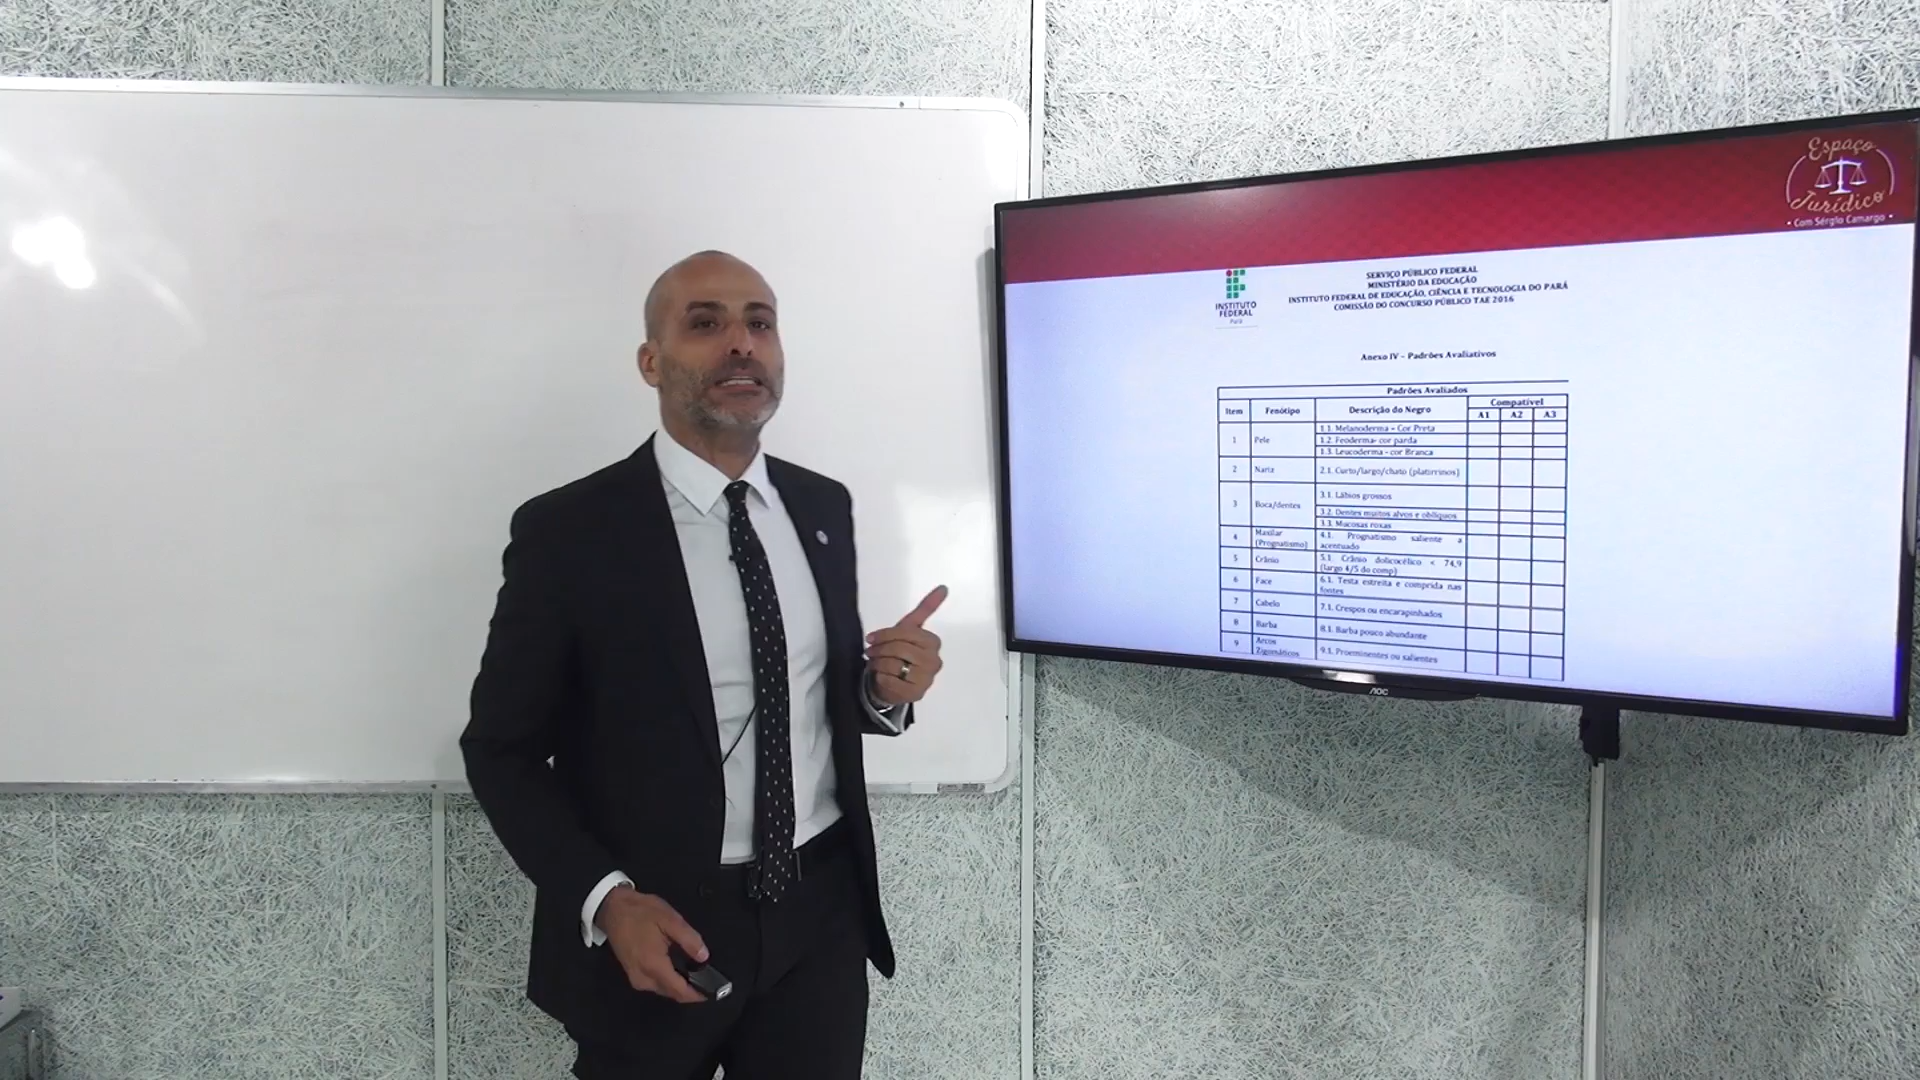 Espaço
Jurídico
• Com Sérgio Camargo •
INSTITUTO
FEDERAL
Pará
SERVIÇO PÚBLICO FEDERAL
MINISTÉRIO DA EDUCAÇÃO
INSTITUTO FEDERAL DE EDUCAÇÃO, CIÊNCIA E TECNOLOGIA DO PARÁ
COMISSÃO DO CONCURSO PÚBLICO TAE 2016
Anexo IV – Padrões Avaliativos
Padrões Avaliados
Item Fenótipo Descrição do Negro Compatível
A1 A2 A3
1 Pele 1.1. Melanoderma – Cor Preta
1.2. Feoderma- cor parda
1.3. Leucoderma - cor Branca
2 Nariz 2.1. Curto/largo/chato (platirrinos)
3 Boca/dentes 3.1. Lábios grossos
3.2. Dentes muitos alvos e oblíquos
3.3. Mucosas roxas
4 Maxilar (Prognatismo) 4.1. Prognatismo saliente a
acentuado
5 Crânio 5.1. Crânio dolicocélico < 74,9
(largo 4/5 do comp)
6 Face 6.1. Testa estreita e comprida nas
fontes
7 Cabelo 7.1. Crespos ou encarapinhados
8 Barba 8.1. Barba pouco abundante
9 Arcos Zigomáticos 9.1. Proeminentes ou salientes
AOC